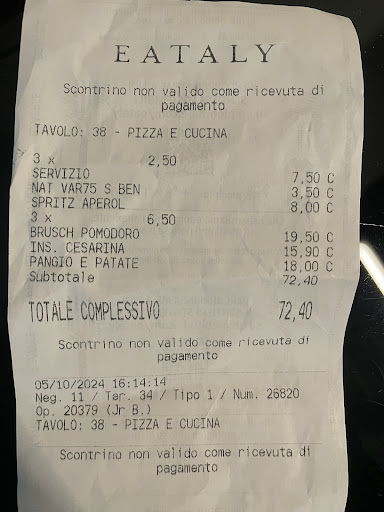 EATALY
Scontrino non valido come ricevuta di
pagamento
TAVOLO: 38 - PIZZA E CUCINA
3 x 2,50
SERVIZIO 7,50 C
NAT VAR75 S BEN 3,50 C
SPRITZ APEROL 8,00 C
3 x 6,50
BRUSCH POMODORO 19,50 C
INS. CESARINA 15,90 C
PANGIO E PATATE 18,00 C
Subtotale 72,40
TOTALE COMPLESSIVO 72,40
Scontrino non valido come ricevuta di
pagamento
05/10/2024 16:14:14
Neg. 11 / Ter. 34 / Tipo 1 / Num. 26820
Op. 20379 (Jr B.)
TAVOLO: 38 - PIZZA E CUCINA
Scontrino non valido come ricevuta di
pagamento